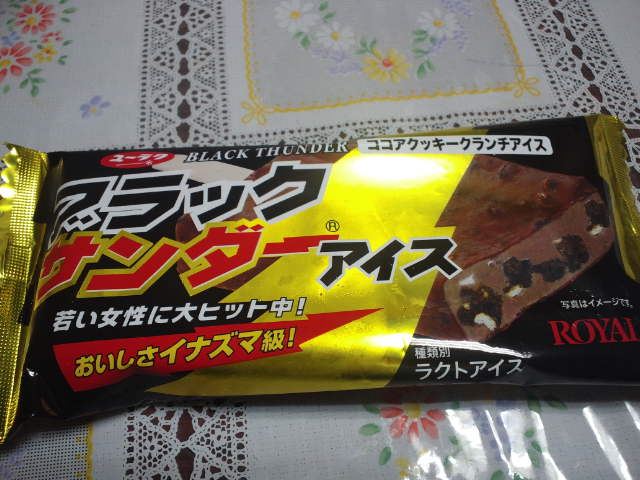 ユーラク
BLACK THUNDER
ココアクッキークランチアイス
ブラック
サンダー®アイス
若い女性に大ヒット中!
おいしさイナズマ級!
写真はイメージです。
ROYAL
種類別
ラクトアイス